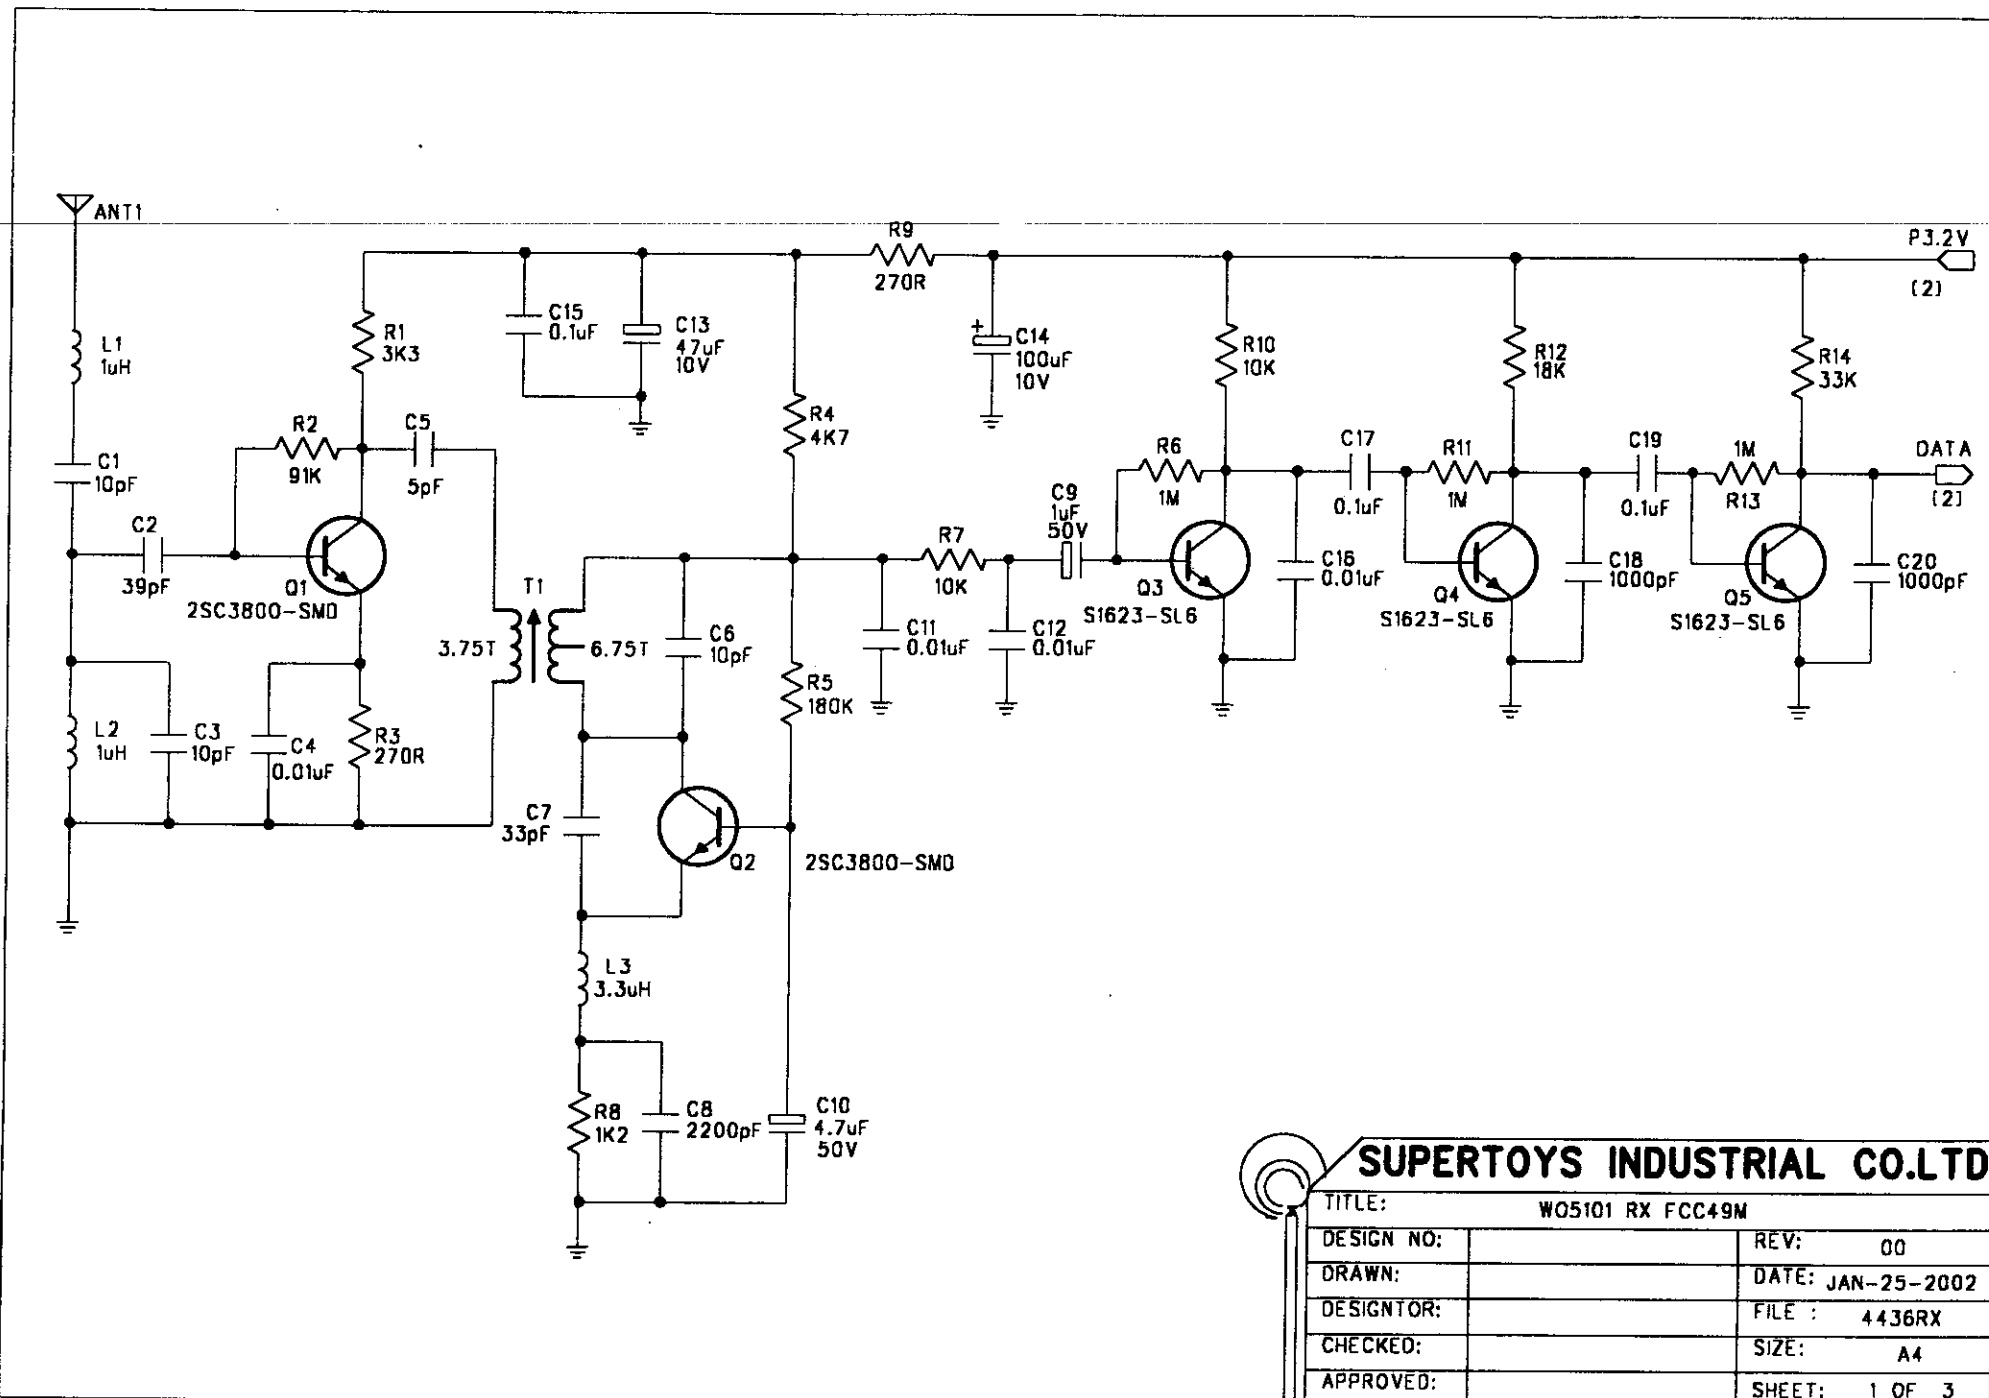 ANT1
L1
1uH
C1
10pF
C2
39pF
L2
1uH
C3
10pF
C4
0.01uF
R1
3K3
R2
91K
C5
5pF
Q1
2SC3800-SMD
R3
270R
C15
0.1uF
C13
47uF
10V
R4
4K7
R9
270R
C14
100uF
10V
T1
3.75T
6.75T
C6
10pF
R5
180K
C7
33pF
Q2
2SC3800-SMD
L3
3.3uH
R8
1K2
C8
2200pF
C10
4.7uF
50V
R7
10K
C11
0.01uF
C12
0.01uF
C9
1uF
50V
R6
1M
R10
10K
Q3
S1623-SL6
C16
0.01uF
C17
0.1uF
R11
1M
R12
18K
Q4
S1623-SL6
C18
1000pF
C19
0.1uF
1M
R13
R14
33K
Q5
S1623-SL6
C20
1000pF
P3.2V
[2]
DATA
[2]
+
SUPERTOYS INDUSTRIAL CO.LTD
TITLE: WO5101 RX FCC49M
DESIGN NO: REV: 00
DRAWN: DATE: JAN-25-2002
DESIGNTOR: FILE : 4436RX
CHECKED: SIZE: A4
APPROVED: SHEET: 1 OF 3